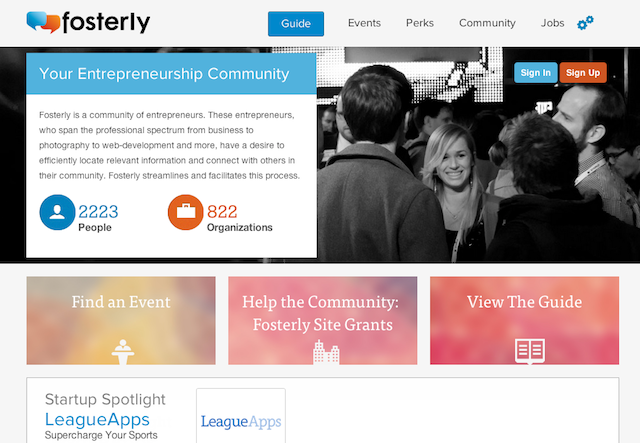 fosterly
Guide
Events
Perks
Community
Jobs
Your Entrepreneurship Community
Sign In
Sign Up
Fosterly is a community of entrepreneurs. These entrepreneurs,
who span the professional spectrum from business to
photography to web-development and more, have a desire to
efficiently locate relevant information and connect with others in
their community. Fosterly streamlines and facilitates this process.
2223
People
822
Organizations
Find an Event
Help the Community:
Fosterly Site Grants
View The Guide
Startup Spotlight
LeagueApps
Supercharge Your Sports
LeagueApps